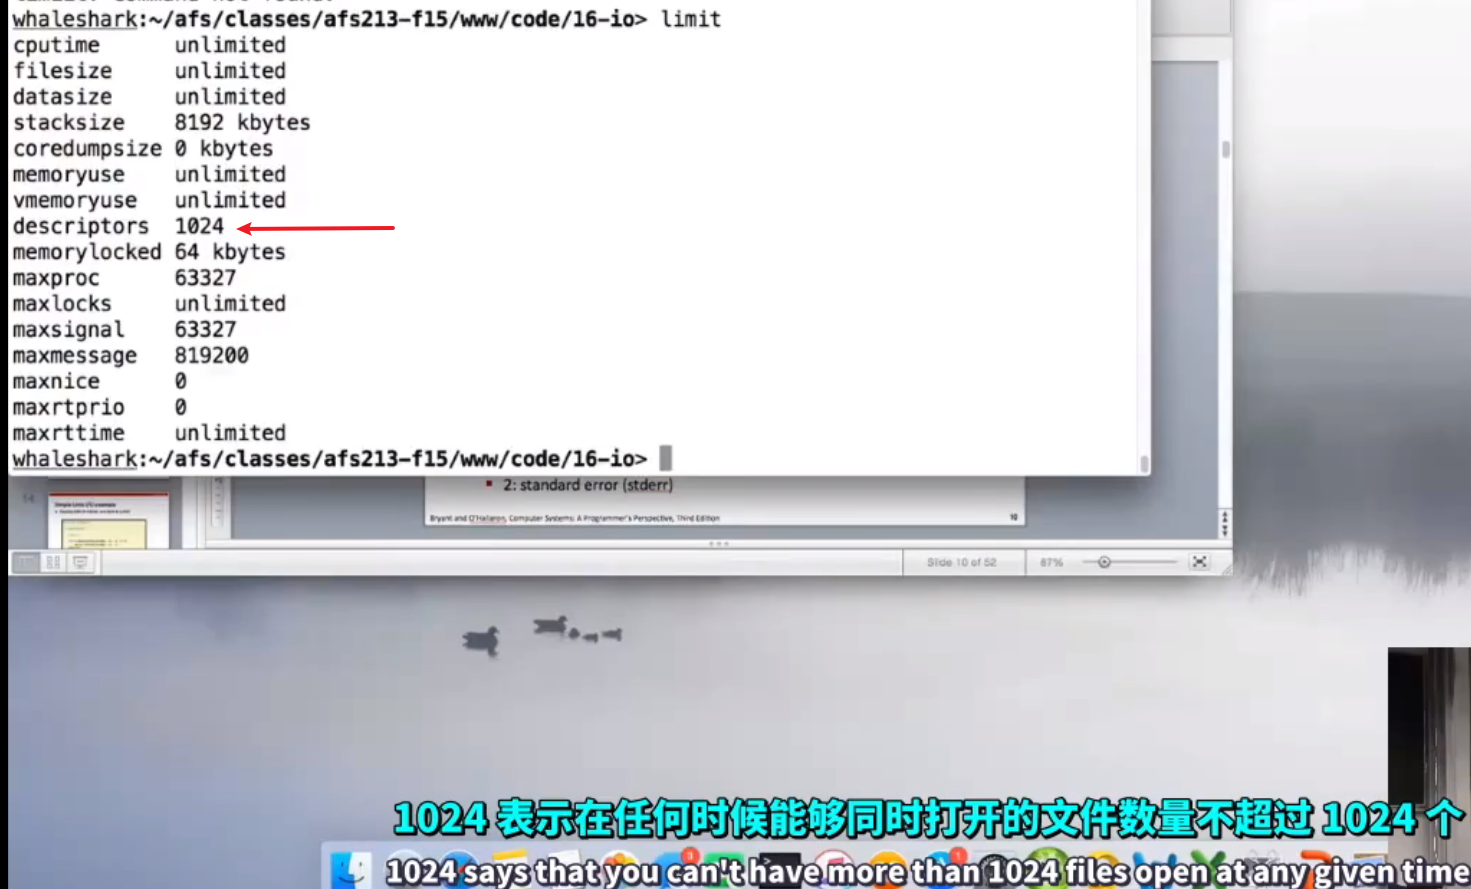 whaleshark:~/afs/classes/afs213-f15/www/code/16-io> limit
cputime unlimited
filesize unlimited
datasize unlimited
stacksize 8192 kbytes
coredumpsize 0 kbytes
memoryuse unlimited
vmemoryuse unlimited
descriptors 1024
memorylocked 64 kbytes
maxproc 63327
maxlocks unlimited
maxsignal 63327
maxmessage 819200
maxnice 0
maxrtprio 0
maxrttime unlimited
whaleshark:~/afs/classes/afs213-f15/www/code/16-io>
14
2: standard error (stderr)
Bryant and O'Hallaron, Computer Systems: A Programmer's Perspective, Third Edition
10
Slide 10 of 52
87%
1024 表示在任何时候能够同时打开的文件数量不超过 1024 个
1024 says that you can't have more than 1024 files open at any given time